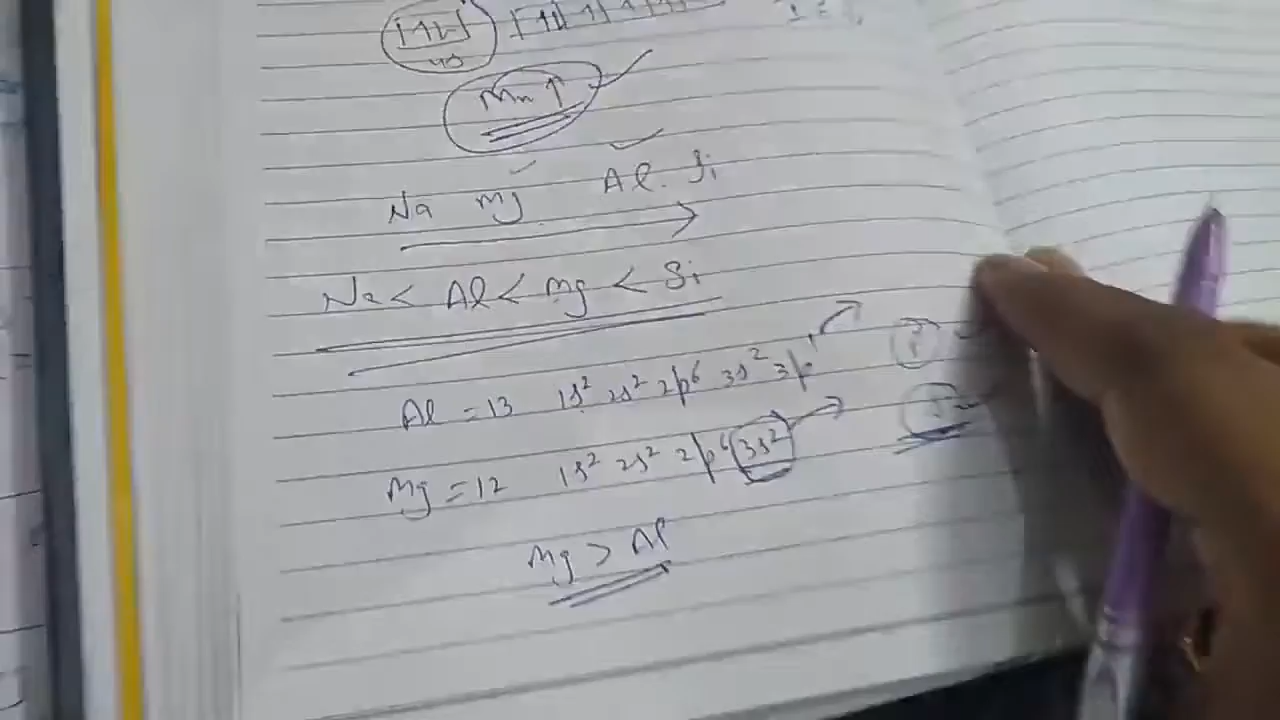 4s
Mn ↑
Na Mg Al. Si
Na < Al < Mg < Si
Al = 13 1s² 2s² 2p⁶ 3s² 3p¹
Mg = 12 1s² 2s² 2p⁶ 3s²
Mg > Al